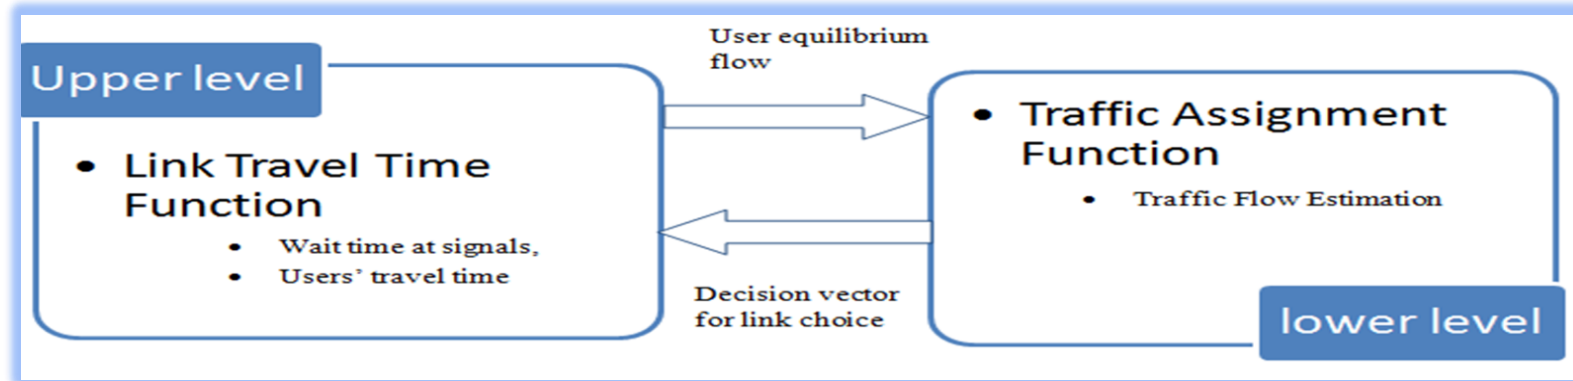 Upper level
• Link Travel Time
Function
• Wait time at signals,
• Users' travel time
User equilibrium
flow
Decision vector
for link choice
• Traffic Assignment
Function
• Traffic Flow Estimation
lower level